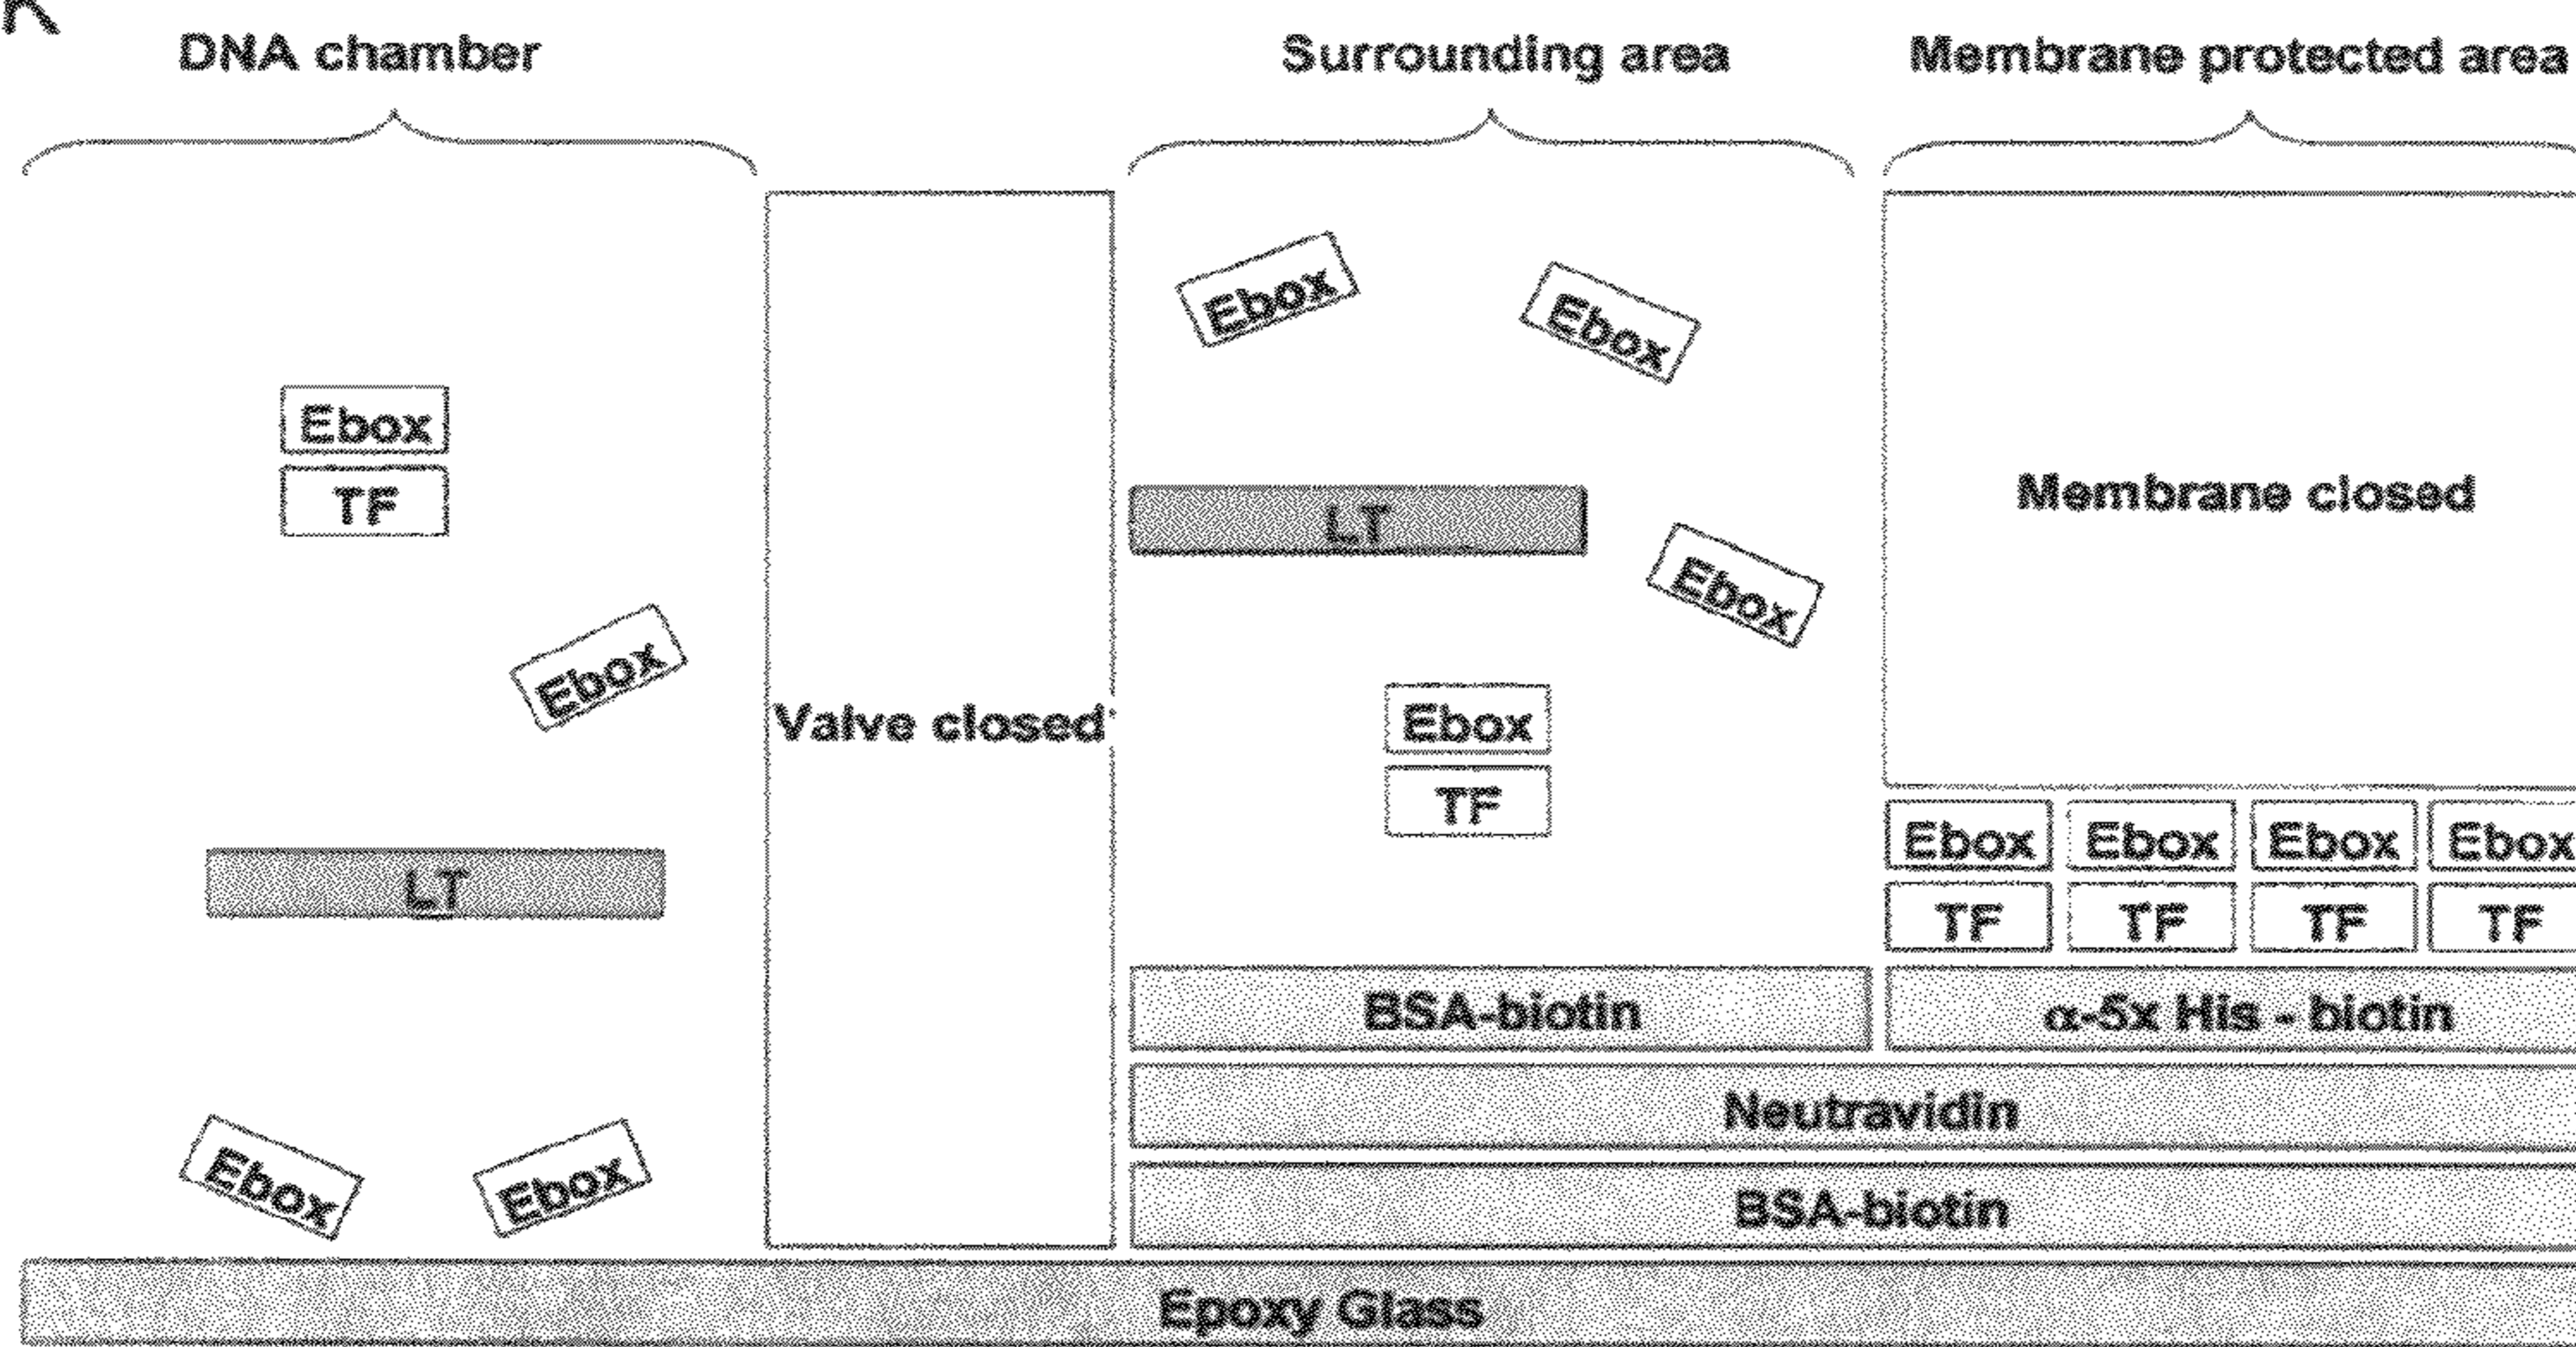 DNA chamber
Surrounding area
Membrane protected area
Ebox
Ebox
Ebox
TF
Membrane closed
LT
Ebox
Ebox
Valve closed
Ebox
TF
LT
Ebox Ebox Ebox Ebox
TF TF TF TF
BSA-biotin
α-5x His - biotin
Neutravidin
Ebox
Ebox
BSA-biotin
Epoxy Glass